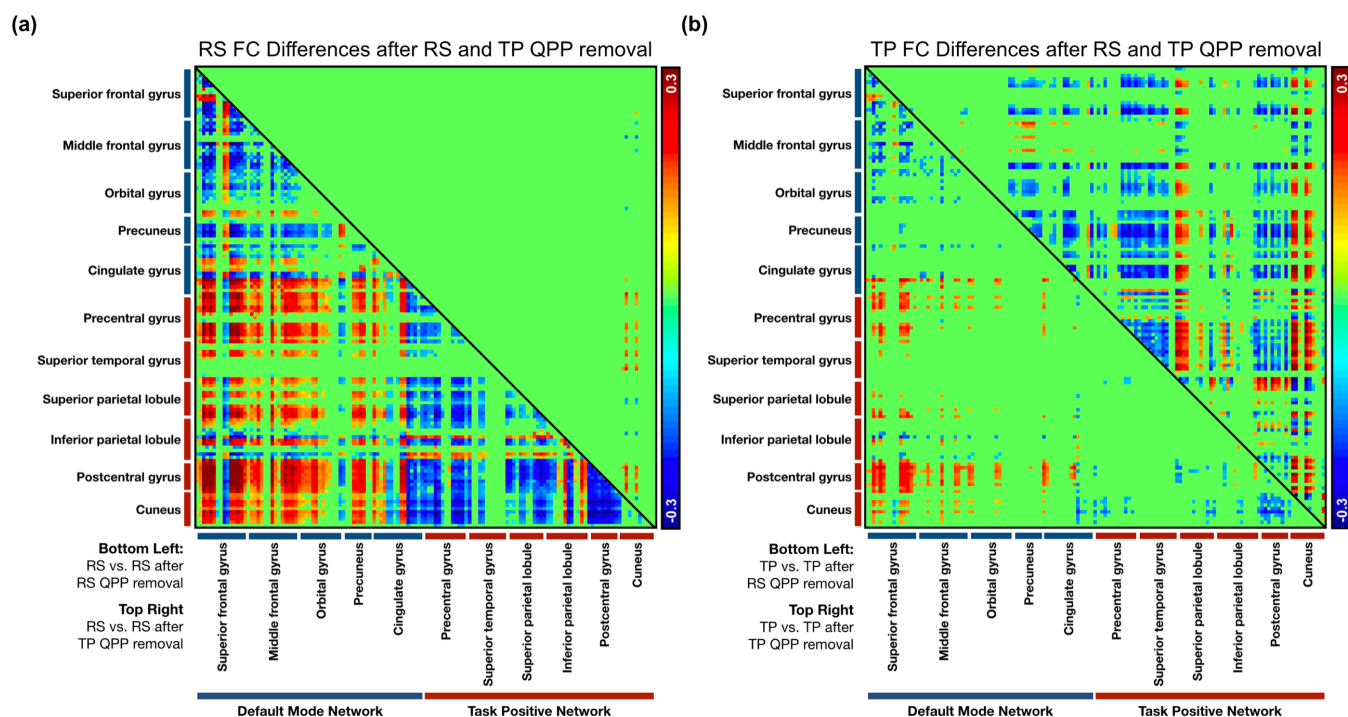 (a)
RS FC Differences after RS and TP QPP removal
Superior frontal gyrus
Middle frontal gyrus
Orbital gyrus
Precuneus
Cingulate gyrus
Precentral gyrus
Superior temporal gyrus
Superior parietal lobule
Inferior parietal lobule
Postcentral gyrus
Cuneus
0.3
-0.3
Bottom Left:
RS vs. RS after
RS QPP removal
Top Right
RS vs. RS after
TP QPP removal
Superior frontal gyrus
Middle frontal gyrus
Orbital gyrus
Precuneus
Cingulate gyrus
Precentral gyrus
Superior temporal gyrus
Superior parietal lobule
Inferior parietal lobule
Postcentral gyrus
Cuneus
Default Mode Network
Task Positive Network
(b)
TP FC Differences after RS and TP QPP removal
Superior frontal gyrus
Middle frontal gyrus
Orbital gyrus
Precuneus
Cingulate gyrus
Precentral gyrus
Superior temporal gyrus
Superior parietal lobule
Inferior parietal lobule
Postcentral gyrus
Cuneus
0.3
-0.3
Bottom Left:
TP vs. TP after
RS QPP removal
Top Right
TP vs. TP after
TP QPP removal
Superior frontal gyrus
Middle frontal gyrus
Orbital gyrus
Precuneus
Cingulate gyrus
Precentral gyrus
Superior temporal gyrus
Superior parietal lobule
Inferior parietal lobule
Postcentral gyrus
Cuneus
Default Mode Network
Task Positive Network